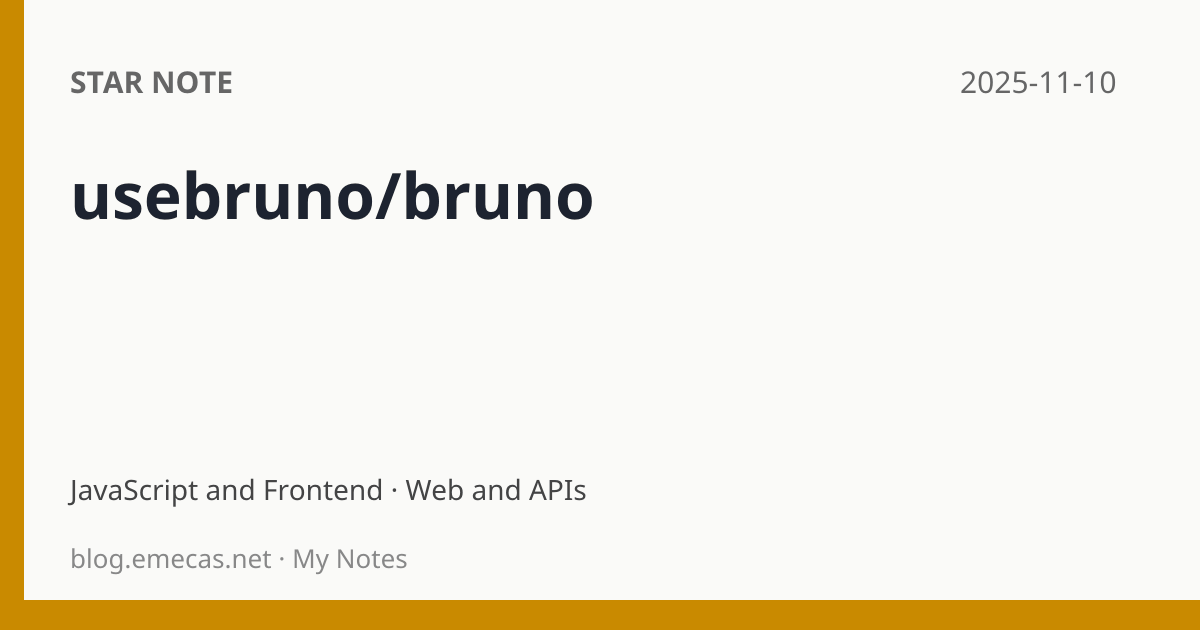 STAR NOTE 2025-11-10
usebruno/bruno
JavaScript and Frontend · Web and APIs
blog.emecas.net · My Notes